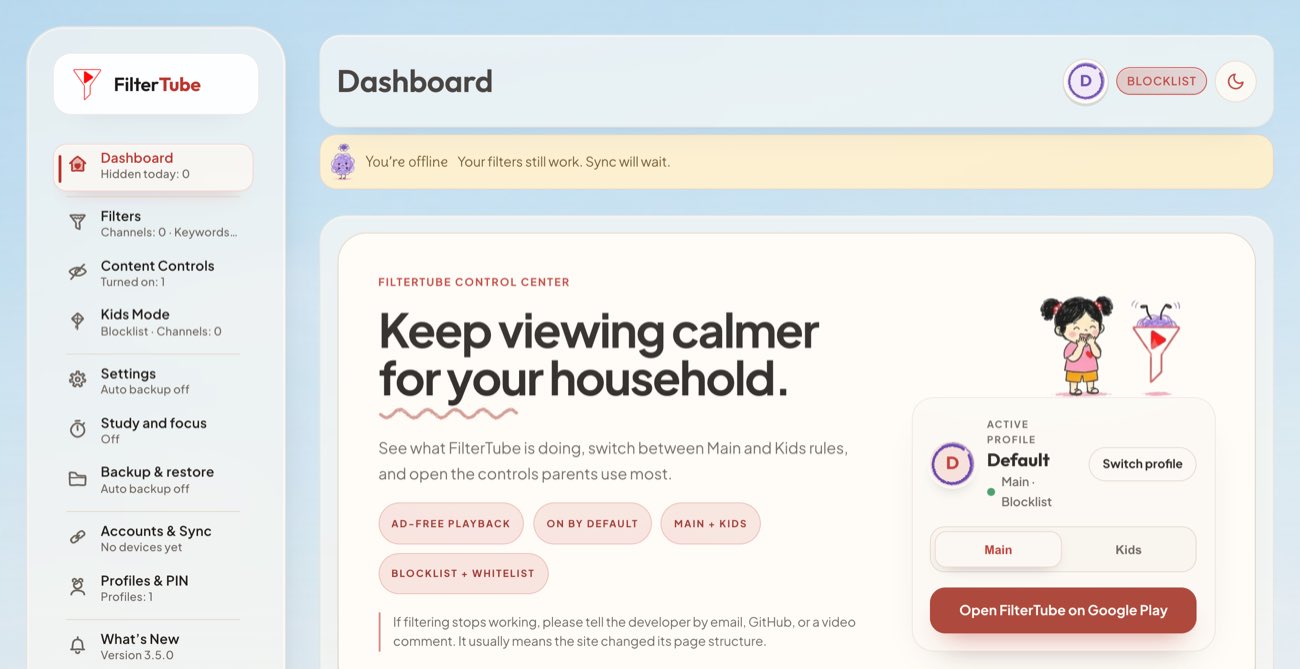 FilterTube
Dashboard
Hidden today: 0
Filters
Channels: 0 · Keywords...
Content Controls
Turned on: 1
Kids Mode
Blocklist · Channels: 0
Settings
Auto backup off
Study and focus
Off
Backup & restore
Auto backup off
Accounts & Sync
No devices yet
Profiles & PIN
Profiles: 1
What's New
Version 3.5.0
Dashboard
D
BLOCKLIST
You're offline Your filters still work. Sync will wait.
FILTERTUBE CONTROL CENTER
Keep viewing calmer
for your household.
See what FilterTube is doing, switch between Main and Kids rules,
and open the controls parents use most.
AD-FREE PLAYBACK
ON BY DEFAULT
MAIN + KIDS
BLOCKLIST + WHITELIST
If filtering stops working, please tell the developer by email, GitHub, or a video
comment. It usually means the site changed its page structure.
D
ACTIVE
PROFILE
Default
Main ·
Blocklist
Switch profile
Main
Kids
Open FilterTube on Google Play